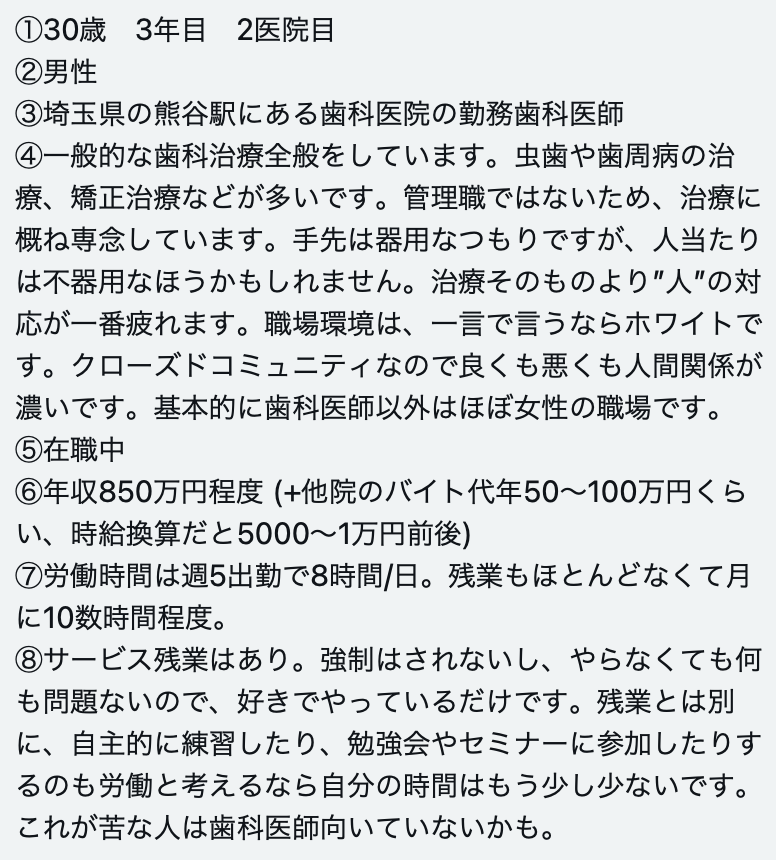 ①30歳　3年目　2医院目
②男性
③埼玉県の熊谷駅にある歯科医院の勤務歯科医師
④一般的な歯科治療全般をしています。虫歯や歯周病の治
療、矯正治療などが多いです。管理職ではないため、治療に
概ね専念しています。手先は器用なつもりですが、人当たり
は不器用なほうかもしれません。治療そのものより”人”の対
応が一番疲れます。職場環境は、一言で言うならホワイトで
す。クローズドコミュニティなので良くも悪くも人間関係が
濃いです。基本的に歯科医師以外はほぼ女性の職場です。
⑤在職中
⑥年収850万円程度 (+他院のバイト代年50〜100万円くら
い、時給換算だと5000〜1万円前後)
⑦労働時間は週5出勤で8時間/日。残業もほとんどなくて月
に10数時間程度。
⑧サービス残業はあり。強制はされないし、やらなくても何
も問題ないので、好きでやっているだけです。残業とは別
に、自主的に練習したり、勉強会やセミナーに参加したりす
るのも労働と考えるなら自分の時間はもう少し少ないです。
これが苦な人は歯科医師向いていないかも。